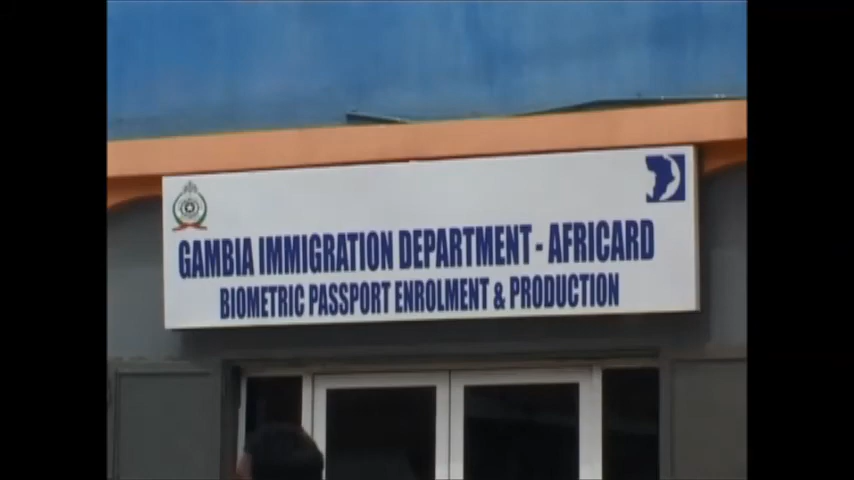 GAMBIA IMMIGRATION DEPARTMENT - AFRICARD
BIOMETRIC PASSPORT ENROLMENT & PRODUCTION